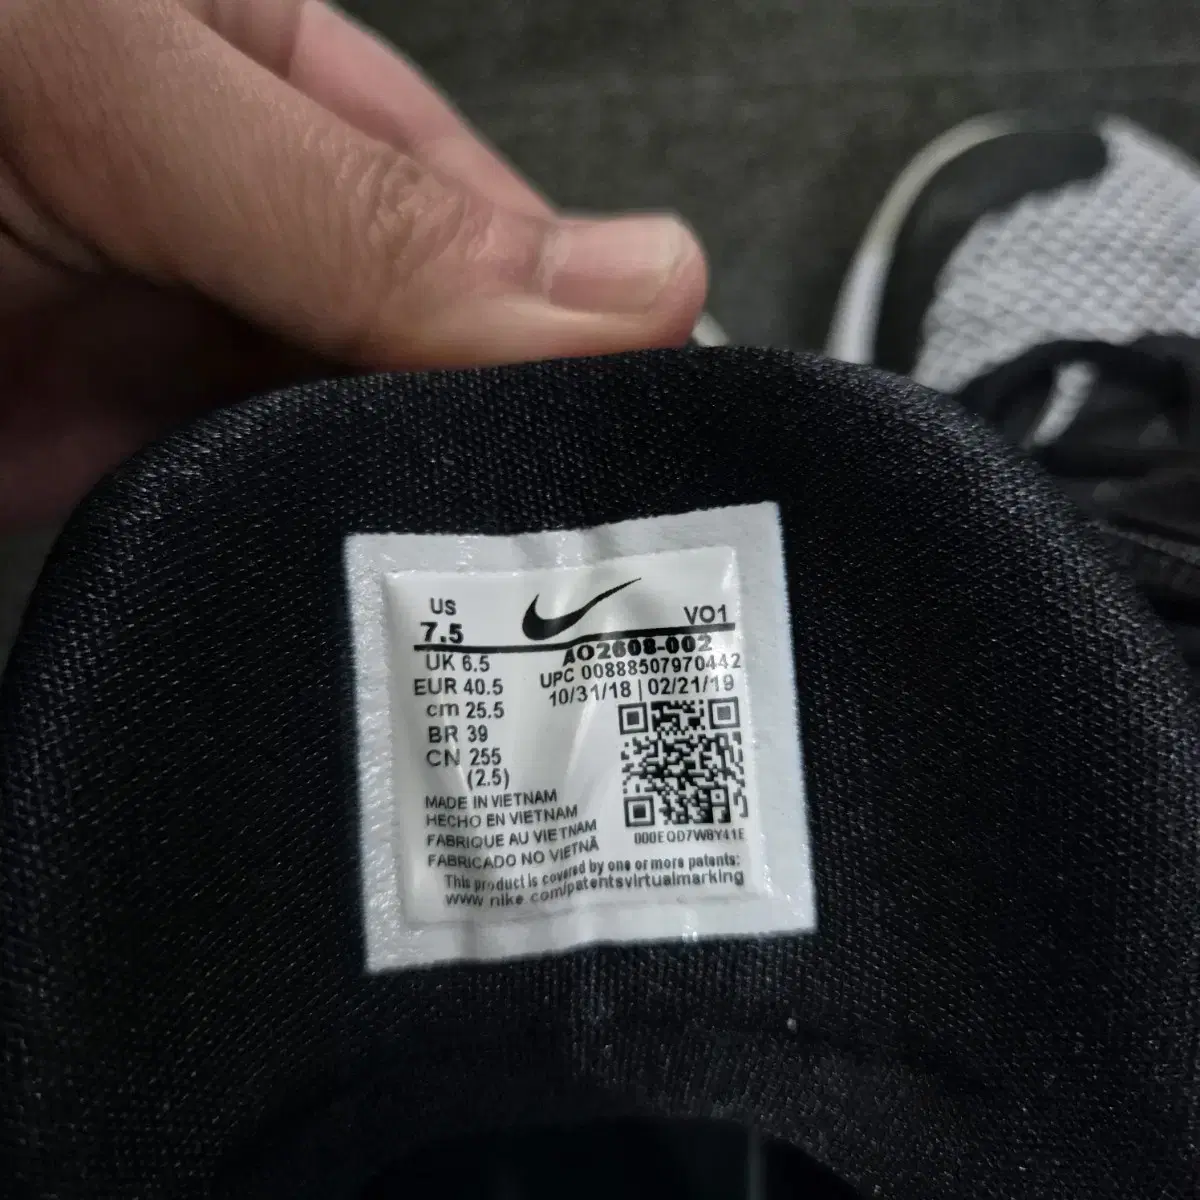 US
7.5
VO1
UK 6.5
EUR 40.5
cm 25.5
BR 39
CN 255
(2.5)
AO2608-002
UPC 00888507970442
10/31/18 | 02/21/19
000EQD7W8Y41E
MADE IN VIETNAM
HECHO EN VIETNAM
FABRIQUE AU VIETNAM
FABRICADO NO VIETNÃ
This product is covered by one or more patents:
www.nike.com/patentsvirtualmarking